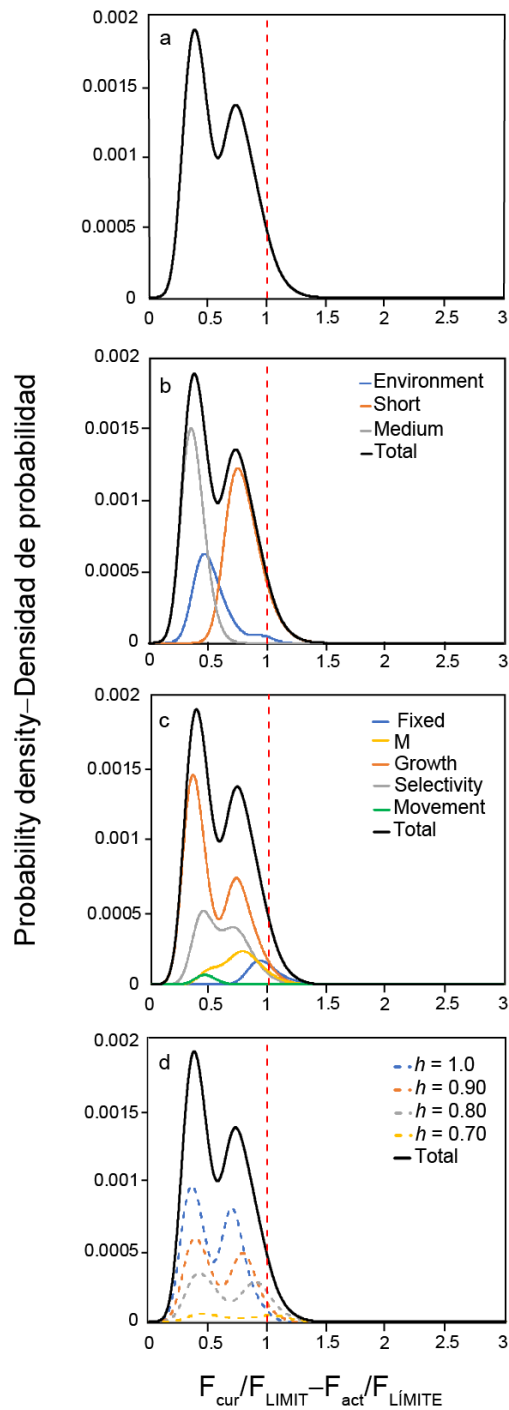 Probability density–Densidad de probabilidad
a
0.002
0.0015
0.001
0.0005
0
0 0.5 1 1.5 2 2.5 3
b
0.002
0.0015
0.001
0.0005
0
Environment
Short
Medium
Total
0 0.5 1 1.5 2 2.5 3
c
0.002
0.0015
0.001
0.0005
0
Fixed
M
Growth
Selectivity
Movement
Total
0 0.5 1 1.5 2 2.5 3
d
0.002
0.0015
0.001
0.0005
0
h = 1.0
h = 0.90
h = 0.80
h = 0.70
Total
0 0.5 1 1.5 2 2.5 3
Fcur/FLIMIT–Fact/FLÍMITE